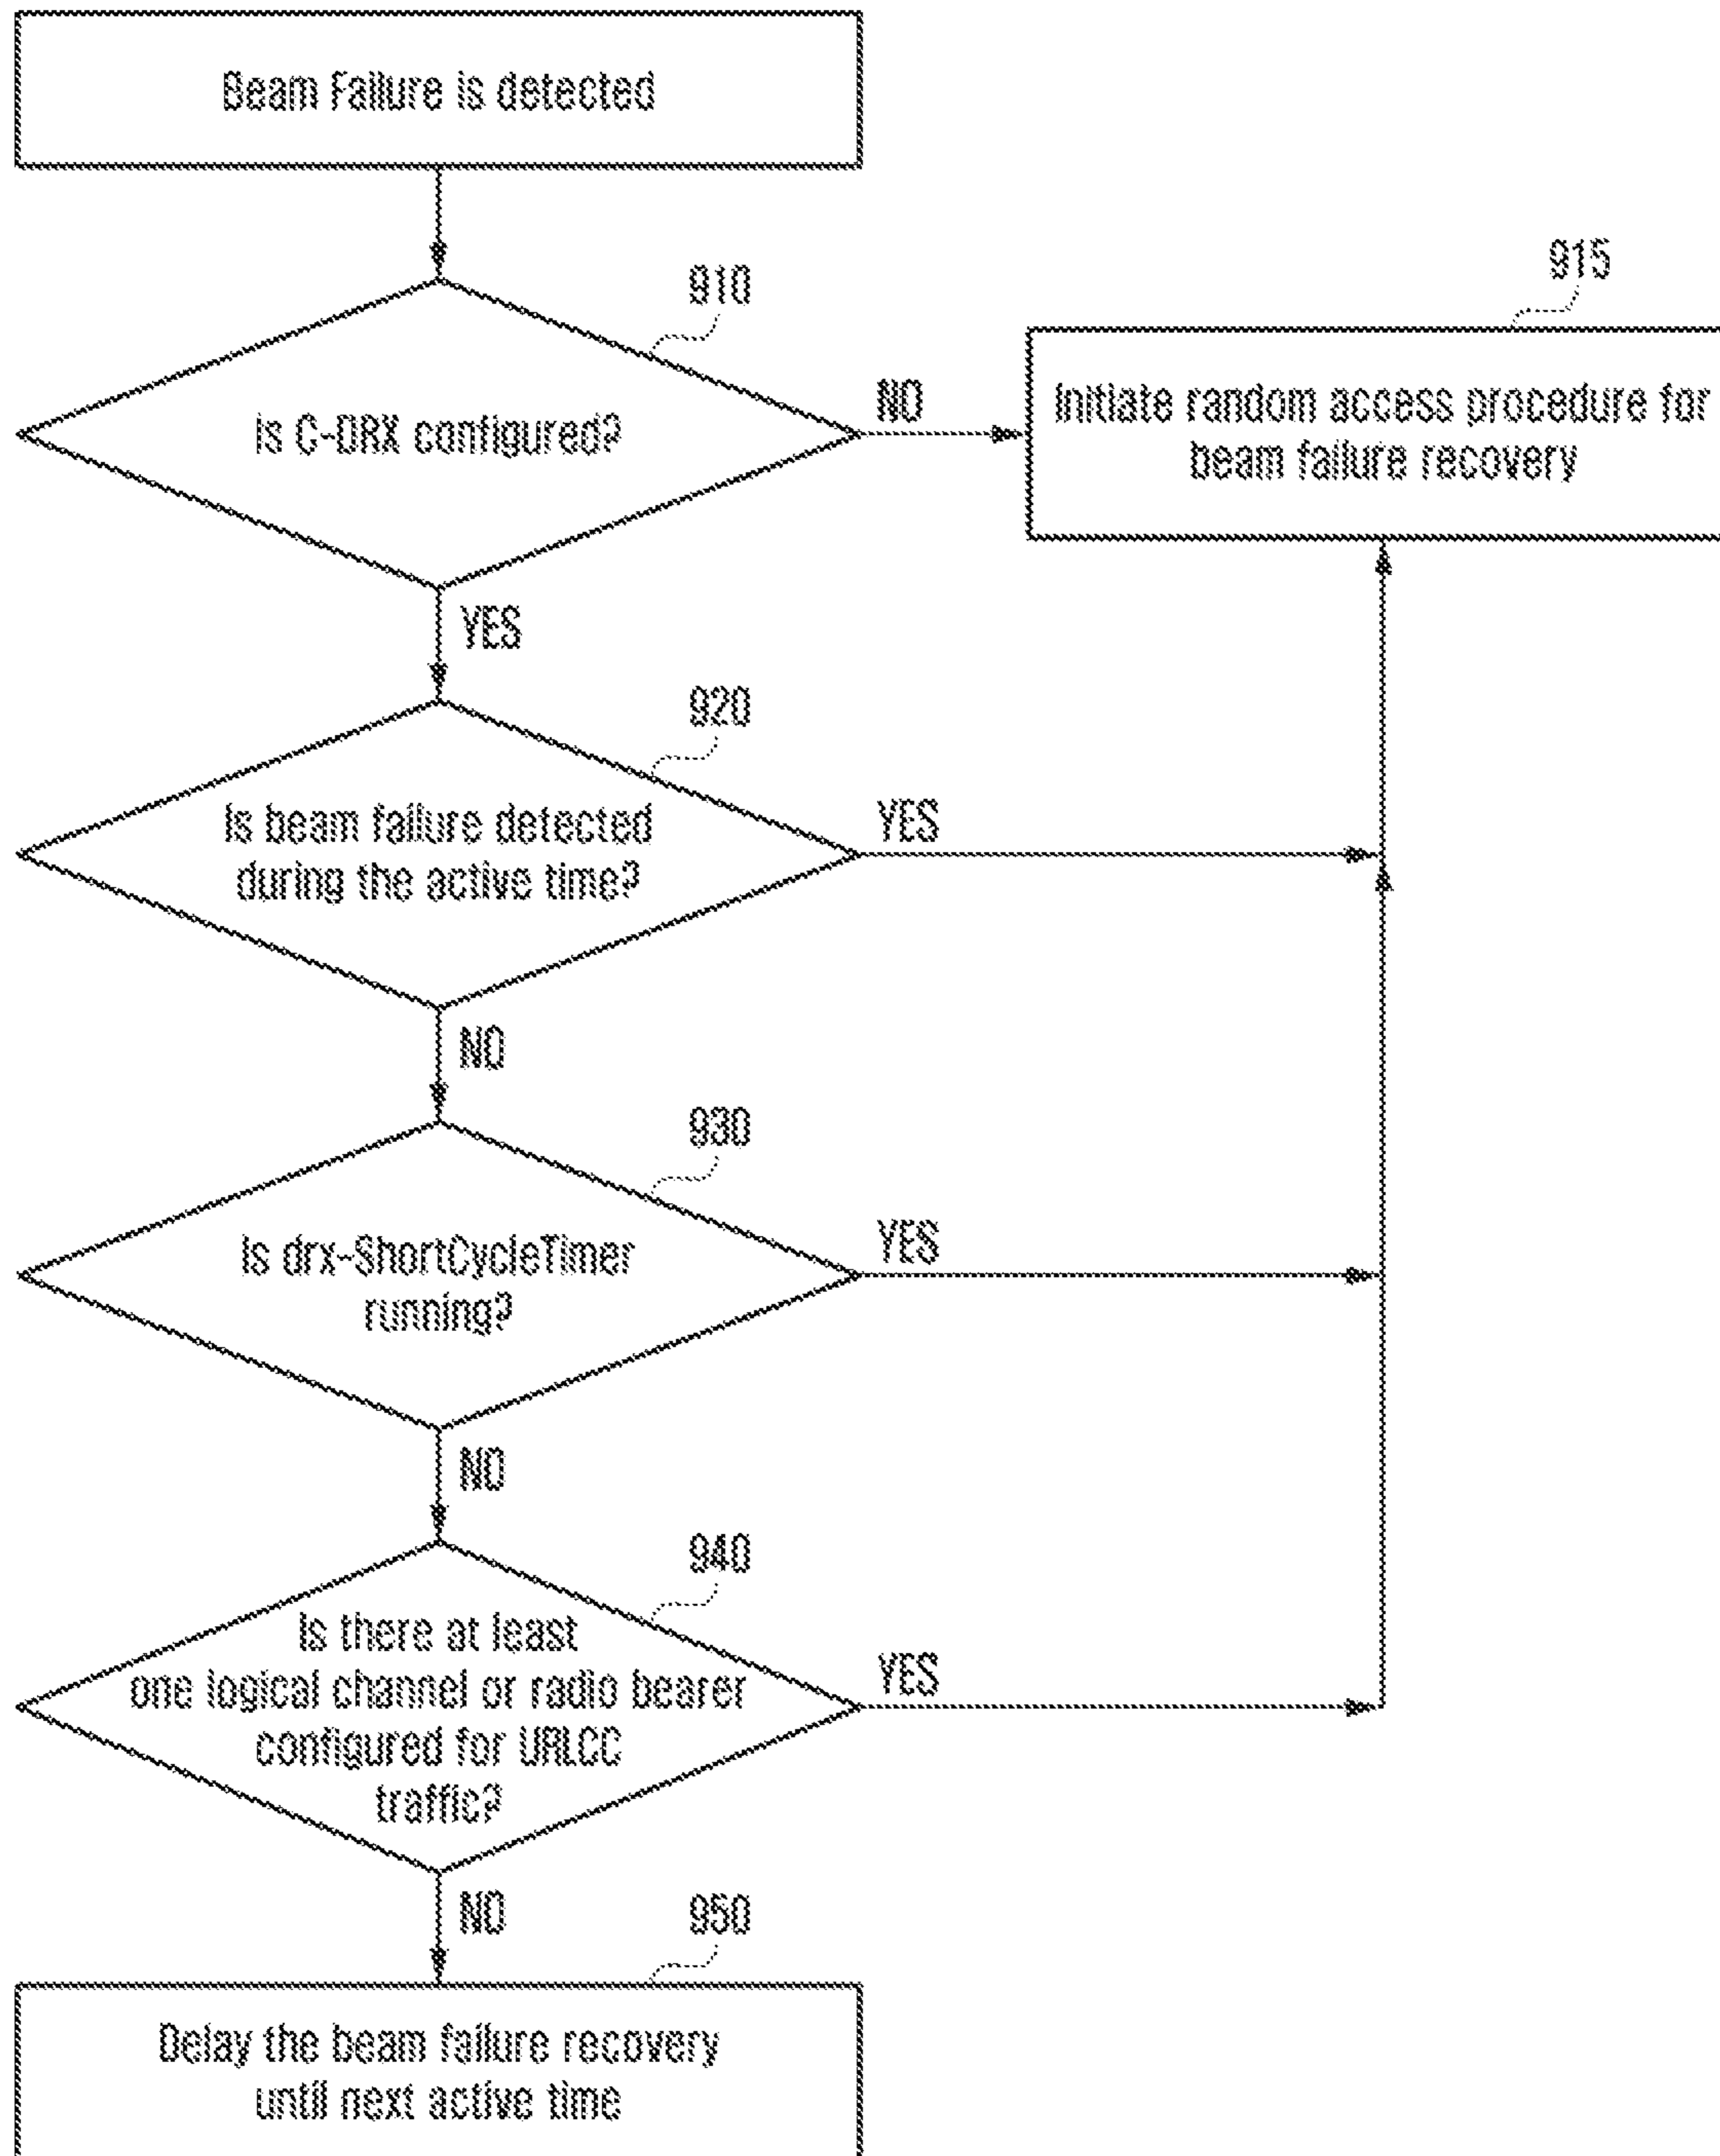 Beam Failure is detected
910
Is C-DRX configured?
NO
915
Initiate random access procedure for
beam failure recovery
YES
920
Is beam failure detected
during the active time?
YES
NO
930
Is drx-ShortCycleTimer
running?
YES
NO
940
Is there at least
one logical channel or radio bearer
configured for URLCC
traffic?
YES
NO
950
Delay the beam failure recovery
until next active time